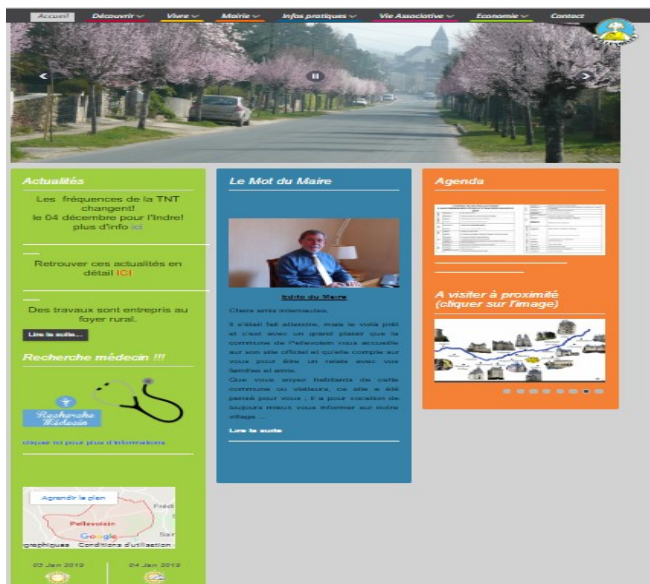 Accueil Découvrir Vivre Mairie Infos pratiques Vie Associative Economie Contact
Actualités
Les fréquences de la TNT
changent!
le 04 décembre pour l'Indre!
plus d'info ici
Retrouver ces actualités en
détail ICI
Des travaux sont entrepris au
foyer rural.
Lire la suite...
Recherche médecin !!!
Recherche
Médecin
cliquer ici pour plus d'informations
Agrandir le plan
Pellevoisin
Google
graphiques Conditions d'utilisation
03 Jan 2019 04 Jan 2019
Le Mot du Maire
Edito du Maire
Chers amis internautes,
Il s'était fait attendre, mais le voilà prêt
et c'est avec un grand plaisir que la
commune de Pellevoisin vous accueille
sur son site officiel et qu'elle compte sur
vous pour être un relais avec vos
familles et amis.
Que vous soyez habitants de cette
commune ou visiteurs, ce site a été
pensé pour vous ; il a pour vocation de
toujours mieux vous informer sur notre
village ...
Lire la suite
Agenda
A visiter à proximité
(cliquer sur l'image)